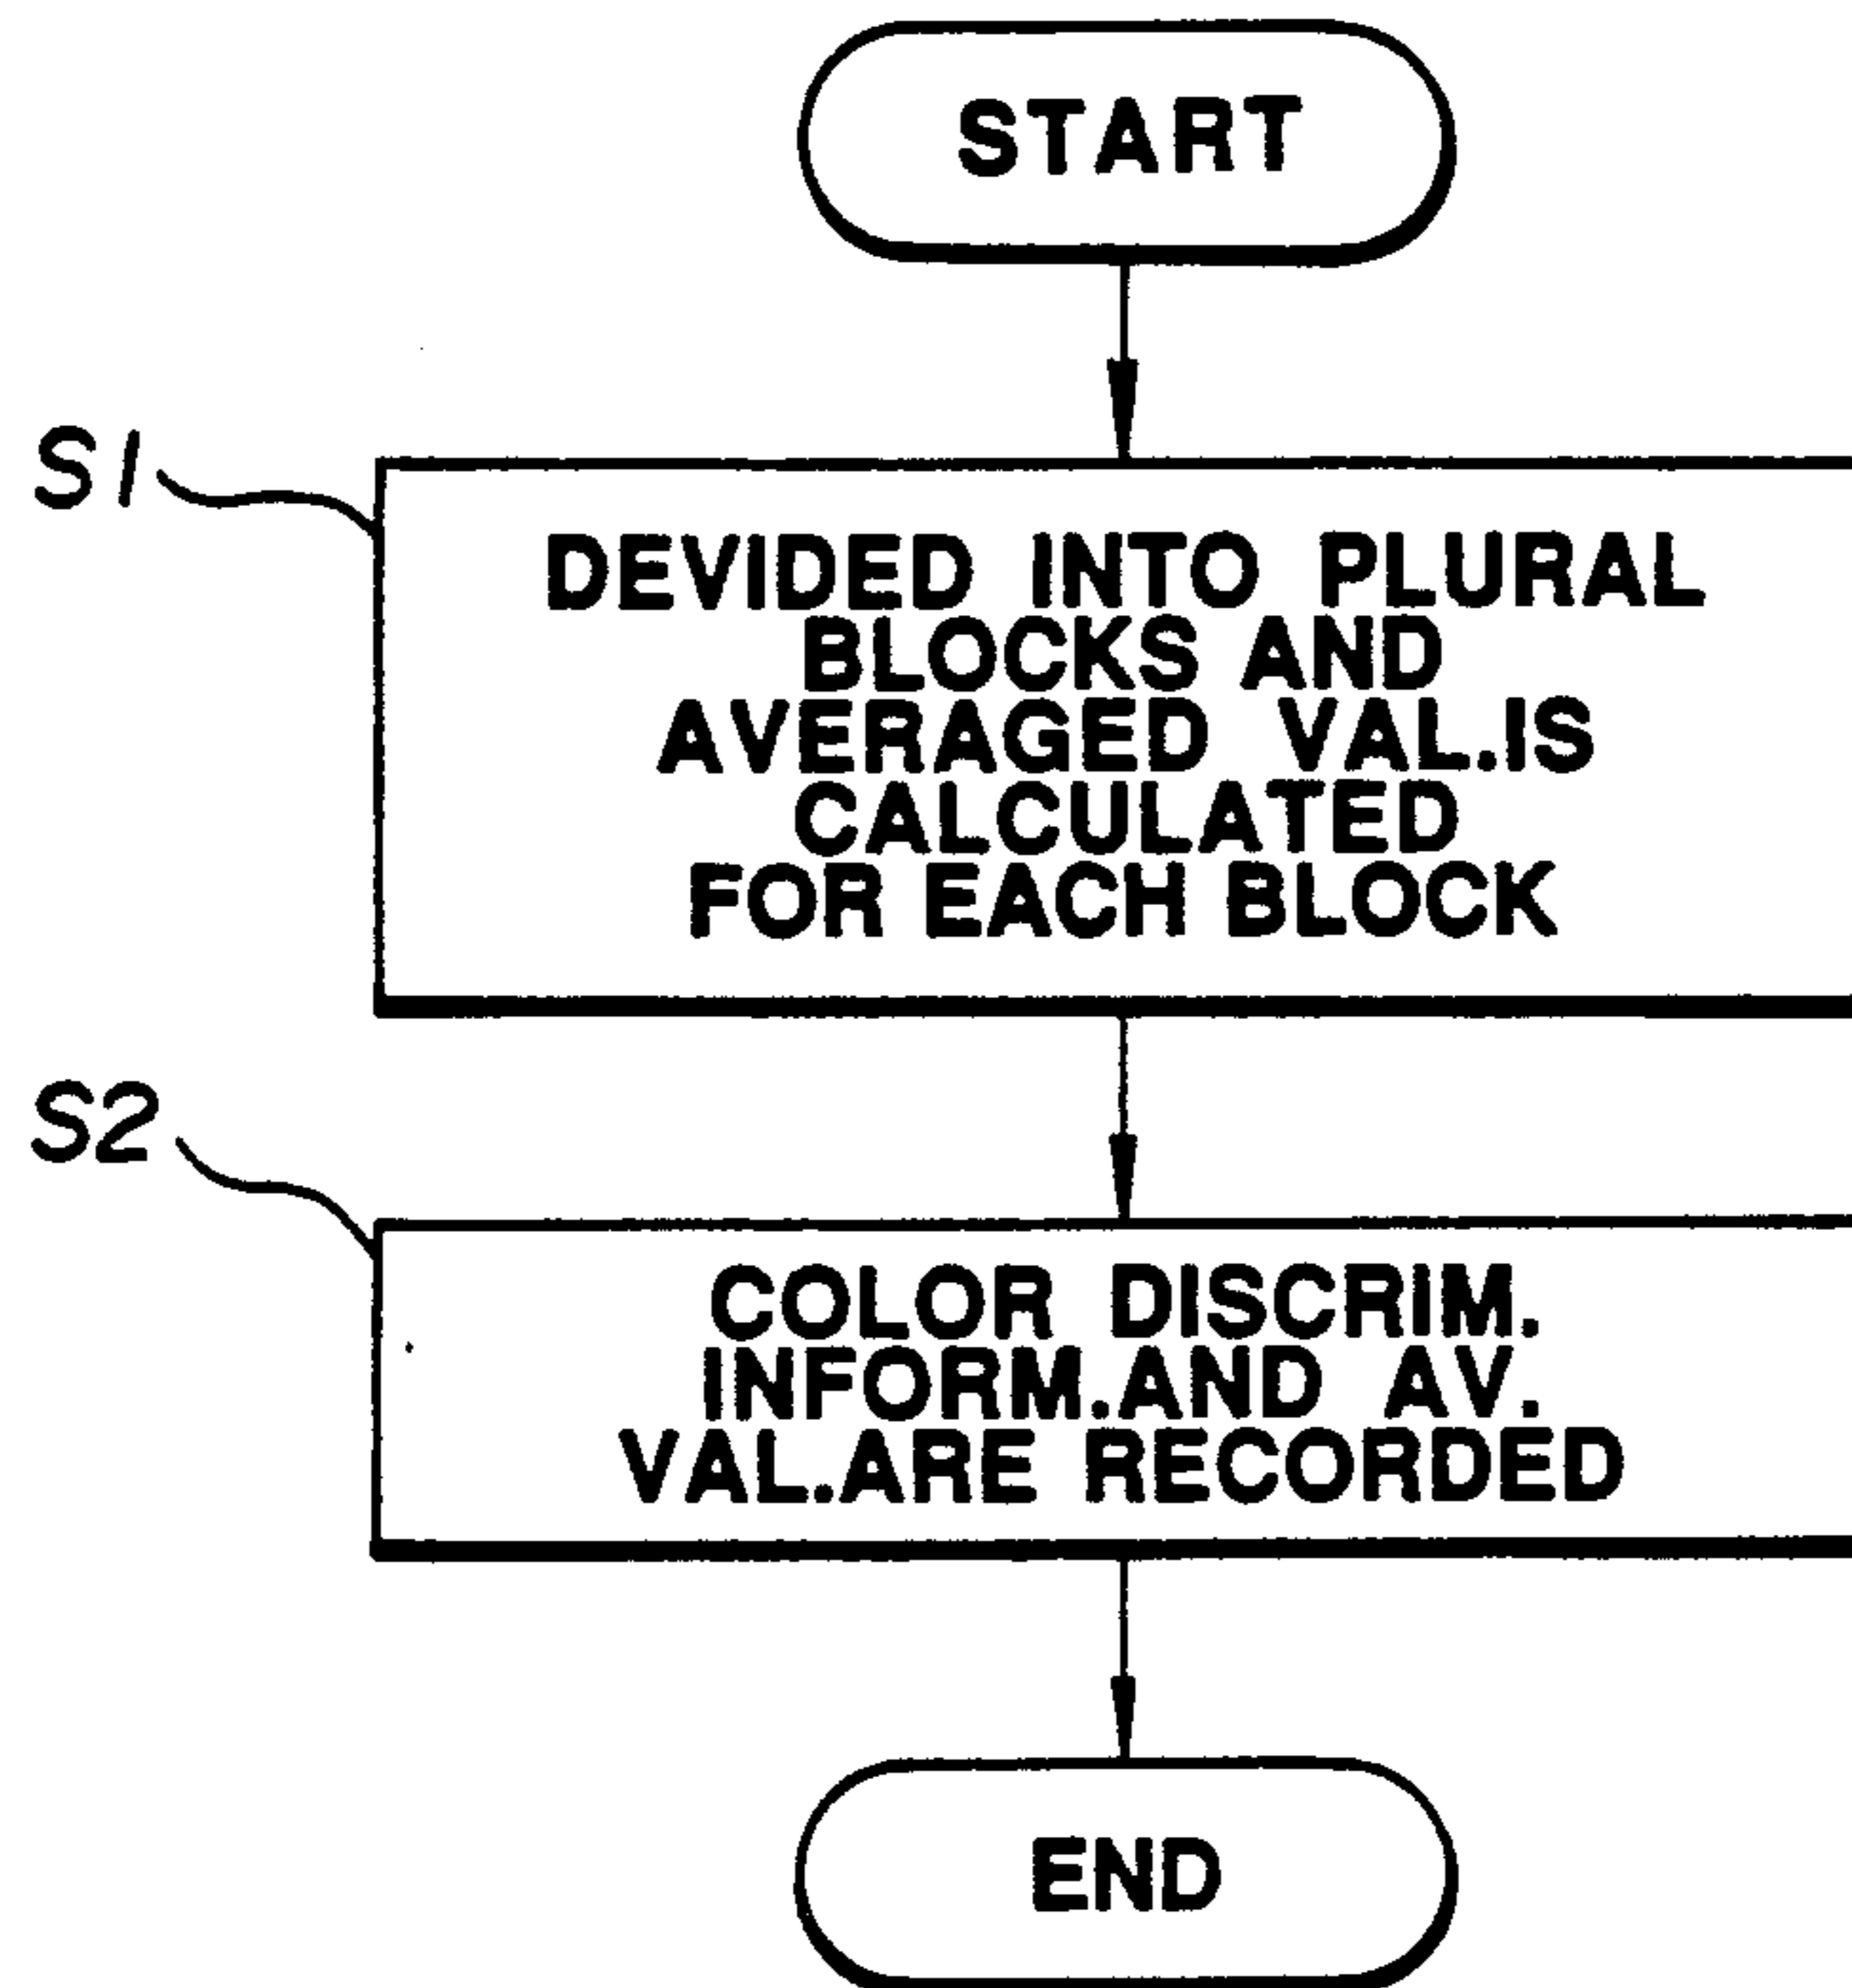 START
S1
DEVIDED INTO PLURAL
BLOCKS AND
AVERAGED VAL.IS
CALCULATED
FOR EACH BLOCK
S2
COLOR DISCRIM.
INFORM.AND AV.
VAL.ARE RECORDED
END